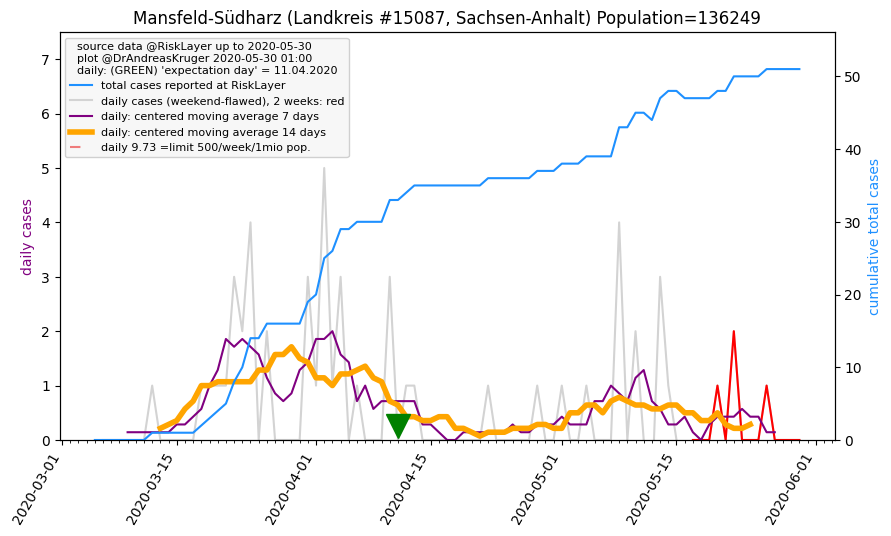 Mansfeld-Südharz (Landkreis #15087, Sachsen-Anhalt) Population=136249
source data @RiskLayer up to 2020-05-30
plot @DrAndreasKruger 2020-05-30 01:00
daily: (GREEN) 'expectation day' = 11.04.2020
total cases reported at RiskLayer
daily cases (weekend-flawed), 2 weeks: red
daily: centered moving average 7 days
daily: centered moving average 14 days
daily 9.73 =limit 500/week/1mio pop.
daily cases
7
6
5
4
3
2
1
0
50
40
30
20
10
0
cumulative total cases
2020-03-01
2020-03-15
2020-04-01
2020-04-15
2020-05-01
2020-05-15
2020-06-01